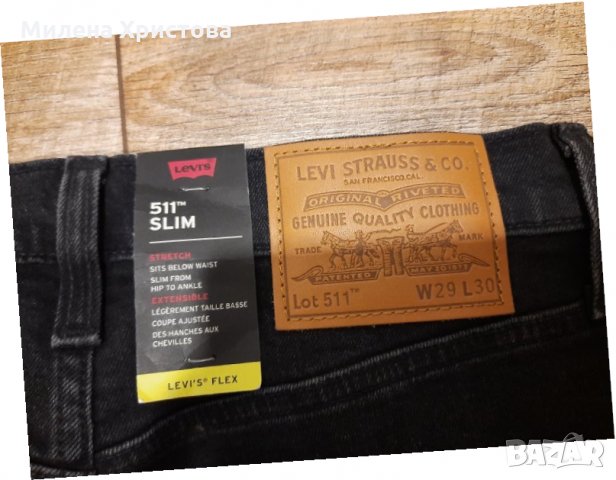 Милена Христова
Levi's
511™
SLIM
STRETCH
SITS BELOW WAIST
SLIM FROM
HIP TO ANKLE
EXTENSIBLE
LÉGÈREMENT TAILLE BASSE
COUPE AJUSTÉE
DES HANCHES AUX
CHEVILLES
LEVI'S® FLEX
LEVI STRAUSS & CO.
SAN FRANCISCO, CAL.
ORIGINAL RIVETED
GENUINE QUALITY CLOTHING
TRADE MARK
PATENTED MAY 20 1873
Lot 511™ W29 L30
BAZAR